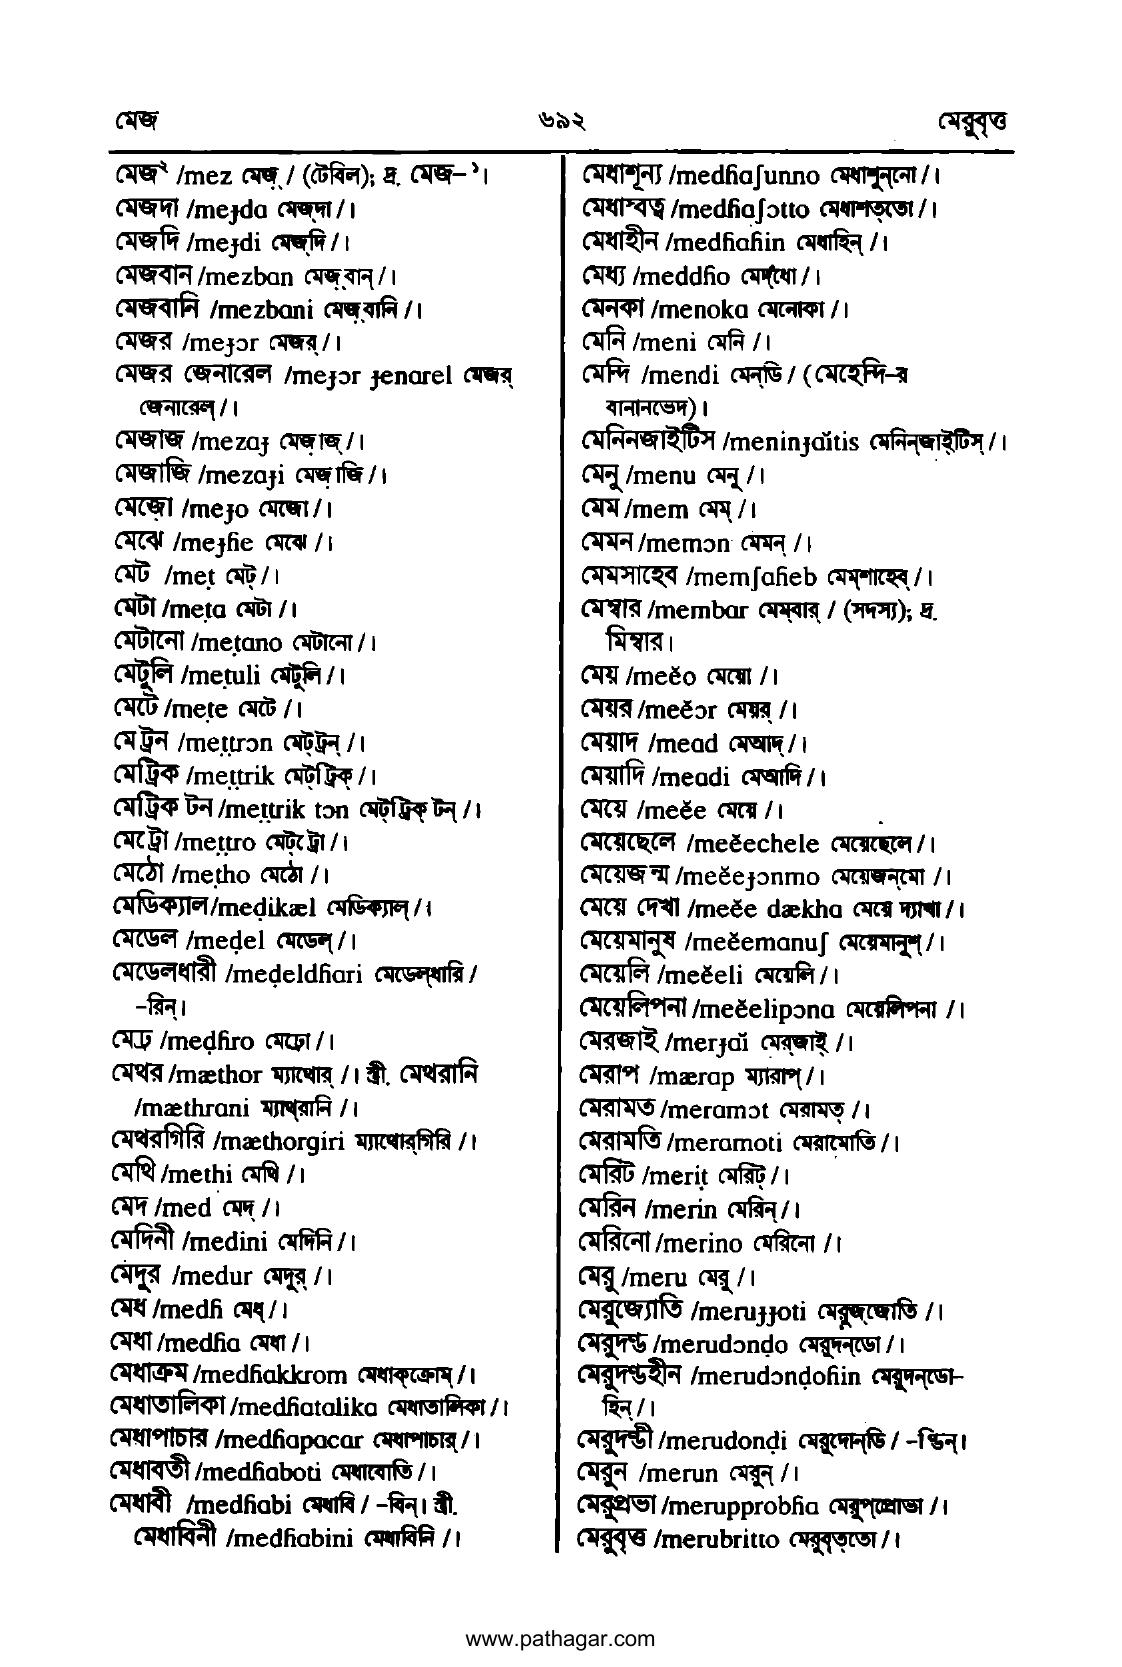 মেজ ৬৯২ মেরুবৃত্ত
মেজ² /mez মেজ়্ / (টেবিল); দ্র. মেজ–¹।
মেজদা /meɟda মেজ্‌দা /।
মেজদি /meɟdi মেজ্‌দি /।
মেজবান /mezban মেজ়্‌বান্ /।
মেজবানি /mezbani মেজ়্‌বানি /।
মেজর /meɟɔr মেজর্ /।
মেজর জেনারেল /meɟɔr ɟenarel মেজর্
জেনারেল্ /।
মেজাজ /mezaɟ মেজ়াজ্ /।
মেজাজি /mezaɟi মেজ়াজি /।
মেজো /meɟo মেজো /।
মেঝে /meɟɦe মেঝে /।
মেট /meṭ মেট্ /।
মেটা /meṭa মেটা /।
মেটানো /meṭano মেটানো /।
মেটুলি /meṭuli মেটুলি /।
মেটে /meṭe মেটে /।
মেট্রন /meṭṭrɔn মেট্‌ট্রন্ /।
মেট্রিক /meṭṭrik মেট্‌ট্রিক্ /।
মেট্রিক টন /meṭṭrik tɔn মেট্‌ট্রিক্ টন্ /।
মেট্রো /meṭṭro মেট্‌ট্রো /।
মেঠো /meṭho মেঠো /।
মেডিক্যাল /meḍikæl মেডিক্যাল্ /।
মেডেল /meḍel মেডেল্ /।
মেডেলধারী /meḍeldɦari মেডেল্‌ধারি /
-রিন্।
মেঢ্র /meḍɦro মেঢ্রো /।
মেথর /mæthor ম্যাথোর্ /। স্ত্রী. মেথরানি
/mæthrani ম্যাথ্‌রানি /।
মেথরগিরি /mæthorgiri ম্যাথোর্‌গিরি /।
মেথি /methi মেথি /।
মেদ /med মেদ্ /।
মেদিনী /medini মেদিনি /।
মেদুর /medur মেদুর্ /।
মেধ /medɦ মেধ্ /।
মেধা /medɦa মেধা /।
মেধাক্রম /medɦakkrom মেধাক্‌ক্রোম্ /।
মেধাতালিকা /medɦatalika মেধাতালিকা /।
মেধাপাচার /medɦapacar মেধাপাচার্ /।
মেধাবতী /medɦaboti মেধাবোতি /।
মেধাবী /medɦabi মেধাবি / -বিন্। স্ত্রী.
মেধাবিনী /medɦabini মেধাবিনি /।
মেধাশূন্য /medɦaʃunno মেধাশুন্‌নো /।
মেধাস্বত্ব /medɦaʃɔtto মেধাশত্‌তো /।
মেধাহীন /medɦaɦin মেধাহিন্ /।
মেধ্য /meddɦo মেদ্‌ধো /।
মেনকা /menoka মেনোকা /।
মেনি /meni মেনি /।
মেন্দি /mendi মেন্‌ডি / (মেহেন্দি-র
বানানভেদ)।
মেনিনজাইটিস /meninɟaĭtis মেনিন্‌জাই্‌টিস্ /।
মেনু /menu মেনু /।
মেম /mem মেম্ /।
মেমন /memɔn মেমন্ /।
মেমসাহেব /memʃaɦeb মেম্‌শাহেব্ /।
মেম্বার /membar মেম্‌বার্ / (সদস্য); দ্র.
মিম্বার।
মেয় /meĕo মেয়ো /।
মেয়র /meĕɔr মেয়র্ /।
মেয়াদ /mead মেআদ্ /।
মেয়াদি /meadi মেআদি /।
মেয়ে /meĕe মেয়ে /।
মেয়েছেলে /meĕechele মেয়েছেলে /।
মেয়েজন্ম /meĕeɟɔnmo মেয়েজন্‌মো /।
মেয়ে দেখা /meĕe dækha মেয়ে দ্যাখা /।
মেয়েমানুষ /meĕemanuʃ মেয়েমানুশ্ /।
মেয়েলি /meĕeli মেয়েলি /।
মেয়েলিপনা /meĕelipɔna মেয়েলিপনা /।
মেরজাই /merɟaĭ মের্‌জাই্ /।
মেরাপ /mærap ম্যারাপ্ /।
মেরামত /meramɔt মেরামত্ /।
মেরামতি /meramoti মেরামোতি /।
মেরিট /meriṭ মেরিট্ /।
মেরিন /merin মেরিন্ /।
মেরিনো /merino মেরিনো /।
মেরু /meru মেরু /।
মেরুজ্যোতি /meruɟɟoti মেরুজ্‌জোতি /।
মেরুদণ্ড /merudɔnḍo মেরুদন্‌ডো /।
মেরুদণ্ডহীন /merudɔnḍoɦin মেরুদন্‌ডো-
হিন্ /।
মেরুদণ্ডী /merudonḍi মেরুদোন্‌ডি / -ণ্ডিন্।
মেরুন /merun মেরুন্ /।
মেরুপ্রভা /merupprobɦa মেরুপ্‌প্রোভা /।
মেরুবৃত্ত /merubritto মেরুবৃত্‌তো /।
www.pathagar.com